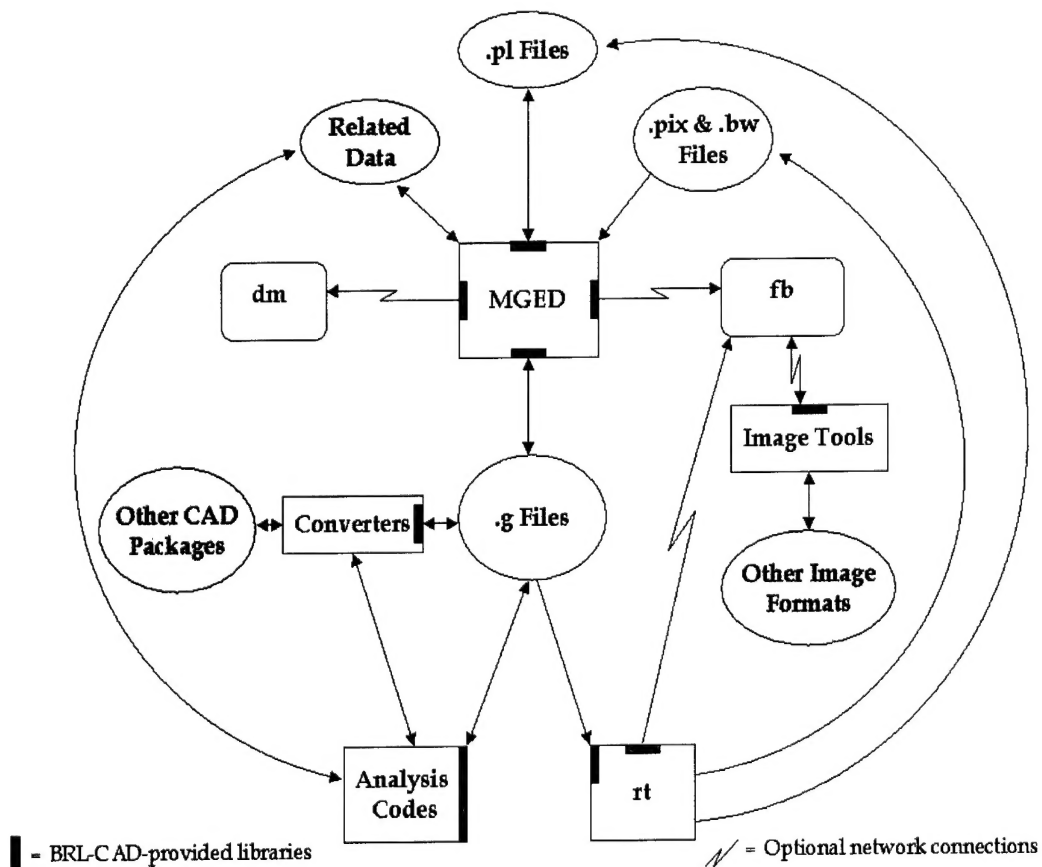 .pl Files
Related
Data
.pix & .bw
Files
dm
MGED
fb
Image Tools
Other CAD
Packages
Converters
.g Files
Other Image
Formats
Analysis
Codes
rt
= BRL-CAD-provided libraries
= Optional network connections